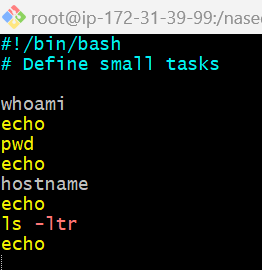 root@ip-172-31-39-99:/nase
#!/bin/bash
# Define small tasks
whoami
echo
pwd
echo
hostname
echo
ls -ltr
echo